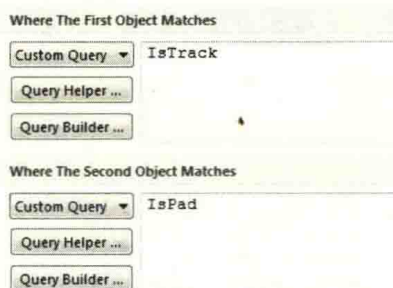 Where The First Object Matches
Custom Query IsTrack
Query Helper ...
Query Builder ...
Where The Second Object Matches
Custom Query IsPad
Query Helper ...
Query Builder ...